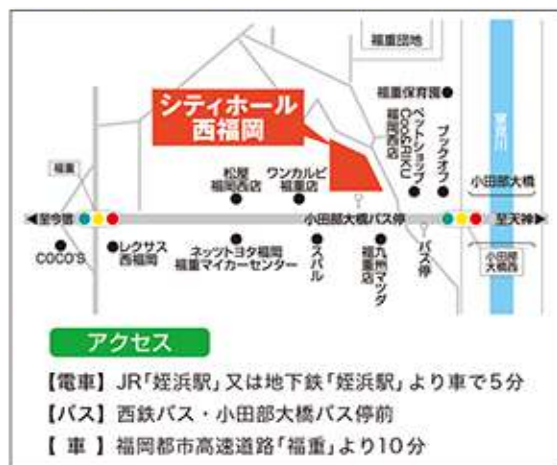 福重団地
福重保育園
シティホール
西福岡
ペットショップ
Coo&RIKU
福岡西店
ブックオフ
室見川
福重
松屋
福岡西店
ワンカルビ
福重店
小田部大橋
◀至今宿
小田部大橋バス停
至天神▶
COCO'S
レクサス
西福岡
ネッツトヨタ福岡
福重マイカーセンター
スバル
九州マツダ
福重店
バス停
小田部
大橋西
アクセス
【電車】JR「姪浜駅」又は地下鉄「姪浜駅」より車で5分
【バス】西鉄バス・小田部大橋バス停前
【 車 】福岡都市高速道路「福重」より10分